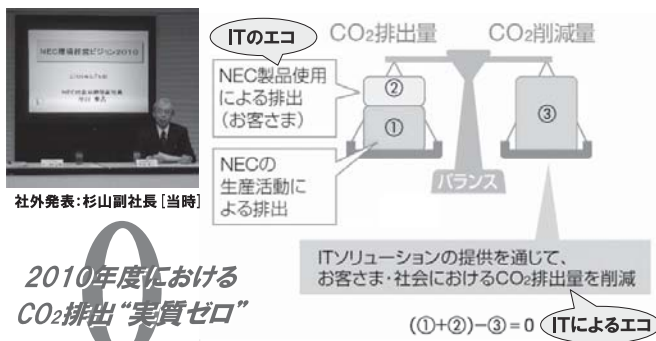 NEC環境経営ビジョン2010
社外発表:杉山副社長[当時]
0
2010年度における
CO₂排出“実質ゼロ”
ITのエコ
CO₂排出量
CO₂削減量
NEC製品使用
による排出
(お客さま)
NECの
生産活動に
よる排出
②
①
③
バランス
ITソリューションの提供を通じて、
お客さま・社会におけるCO₂排出量を削減
(①+②)-③=0
ITによるエコ